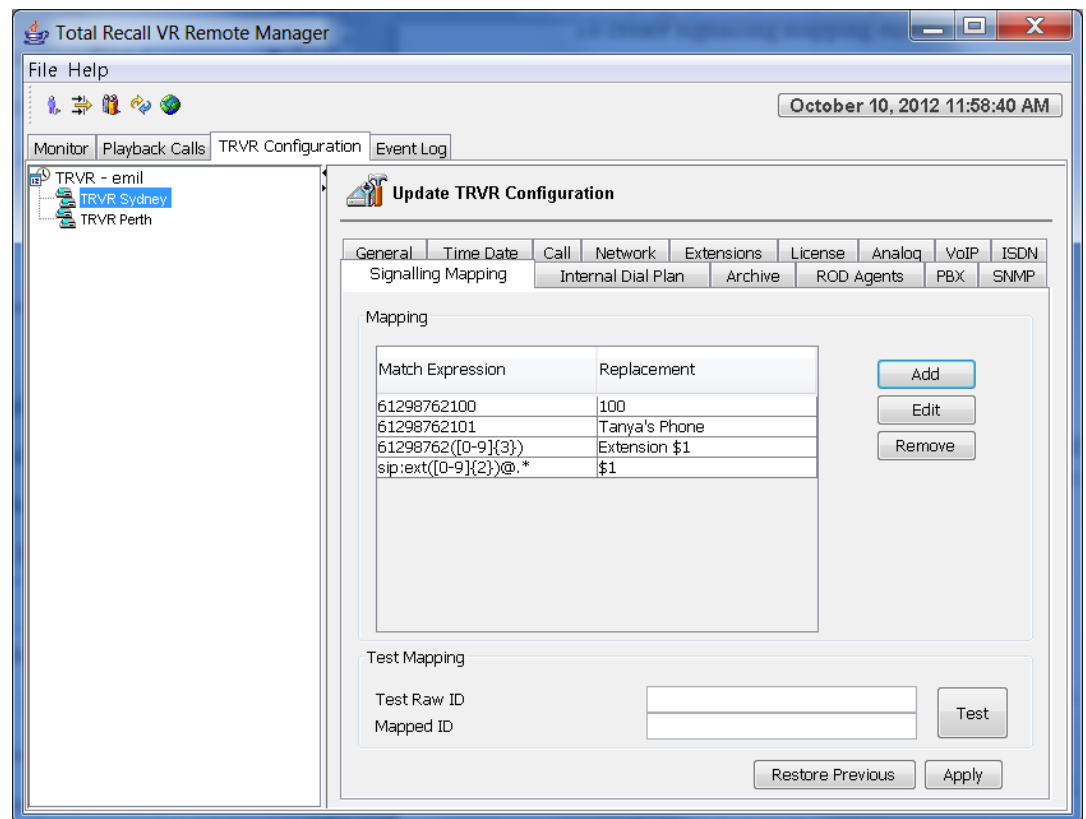 Total Recall VR Remote Manager
File Help
October 10, 2012 11:58:40 AM
Monitor Playback Calls TRVR Configuration Event Log
TRVR - emil
TRVR Sydney
TRVR Perth
Update TRVR Configuration
General Time Date Call Network Extensions License Analog VoIP ISDN
Signalling Mapping Internal Dial Plan Archive ROD Agents PBX SNMP
Mapping
Match Expression Replacement
61298762100 100
61298762101 Tanya's Phone
61298762([0-9]{3}) Extension $1
sip:ext([0-9]{2})@.* $1
Add
Edit
Remove
Test Mapping
Test Raw ID
Mapped ID
Test
Restore Previous Apply